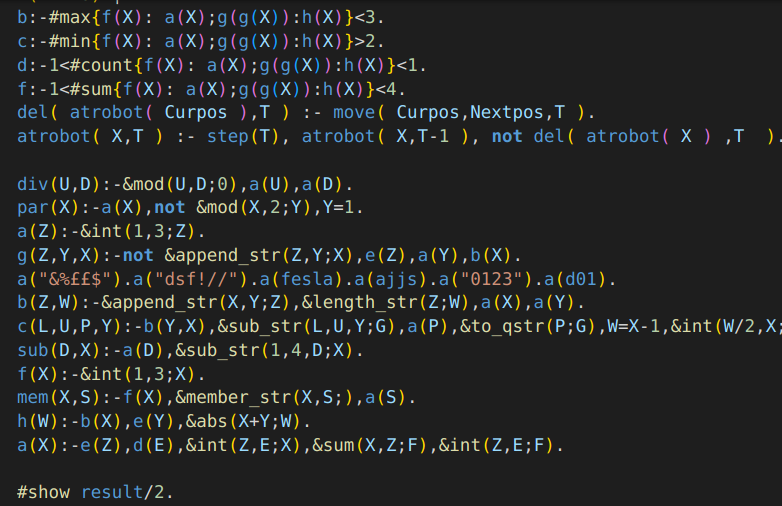 b:-#max{f(X): a(X);g(g(X)):h(X)}<3.
c:-#min{f(X): a(X);g(g(X)):h(X)}>2.
d:-1<#count{f(X): a(X);g(g(X)):h(X)}<1.
f:-1<#sum{f(X): a(X);g(g(X)):h(X)}<4.
del( atrobot( Curpos ),T ) :- move( Curpos,Nextpos,T ).
atrobot( X,T ) :- step(T), atrobot( X,T-1 ), not del( atrobot( X ) ,T  ).
div(U,D):-&mod(U,D;0),a(U),a(D).
par(X):-a(X),not &mod(X,2;Y),Y=1.
a(Z):-&int(1,3;Z).
g(Z,Y,X):-not &append_str(Z,Y;X),e(Z),a(Y),b(X).
a("&%££$").a("dsf!//").a(fesla).a(ajjs).a("0123").a(d01).
b(Z,W):-&append_str(X,Y;Z),&length_str(Z;W),a(X),a(Y).
c(L,U,P,Y):-b(Y,X),&sub_str(L,U,Y;G),a(P),&to_qstr(P;G),W=X-1,&int(W/2,X;
sub(D,X):-a(D),&sub_str(1,4,D;X).
f(X):-&int(1,3;X).
mem(X,S):-f(X),&member_str(X,S;),a(S).
h(W):-b(X),e(Y),&abs(X+Y;W).
a(X):-e(Z),d(E),&int(Z,E;X),&sum(X,Z;F),&int(Z,E;F).
#show result/2.